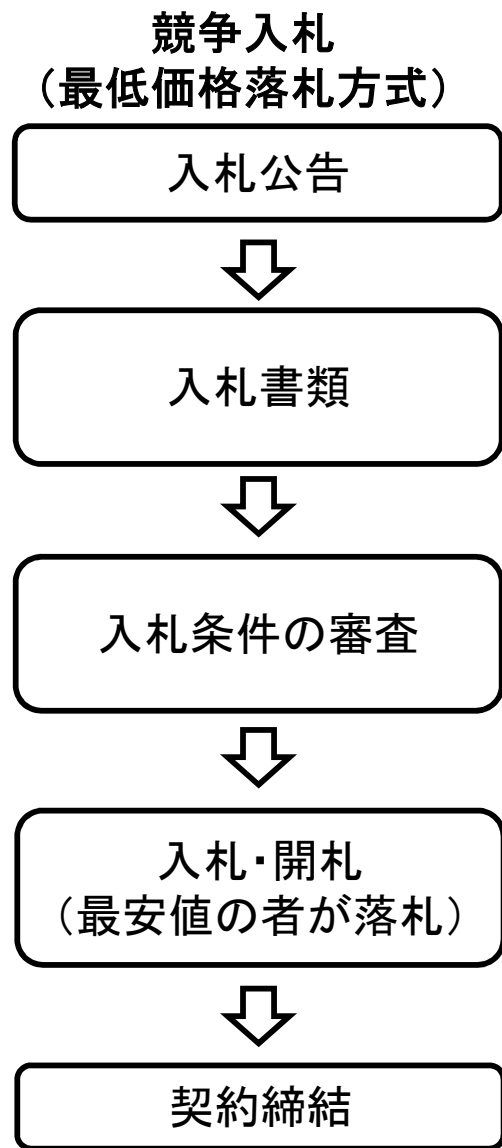 競争入札
（最低価格落札方式）
入札公告
入札書類
入札条件の審査
入札・開札
（最安値の者が落札）
契約締結